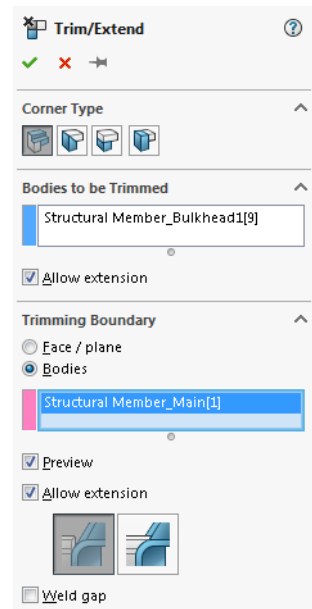 Trim/Extend
?
Corner Type
Bodies to be Trimmed
Structural Member_Bulkhead1[9]
Allow extension
Trimming Boundary
Face / plane
Bodies
Structural Member_Main[1]
Preview
Allow extension
Weld gap